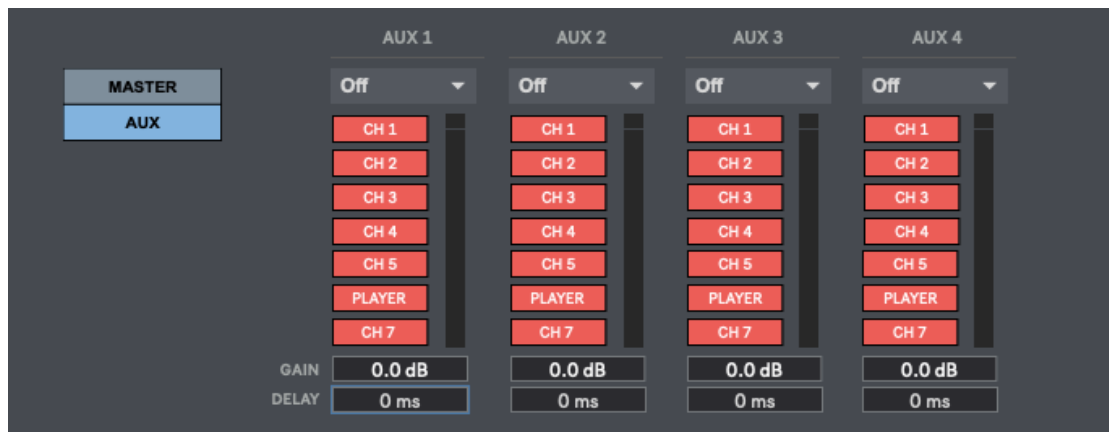 AUX 1 AUX 2 AUX 3 AUX 4
MASTER Off Off Off Off
AUX
CH 1 CH 1 CH 1 CH 1
CH 2 CH 2 CH 2 CH 2
CH 3 CH 3 CH 3 CH 3
CH 4 CH 4 CH 4 CH 4
CH 5 CH 5 CH 5 CH 5
PLAYER PLAYER PLAYER PLAYER
CH 7 CH 7 CH 7 CH 7
GAIN 0.0 dB 0.0 dB 0.0 dB 0.0 dB
DELAY 0 ms 0 ms 0 ms 0 ms